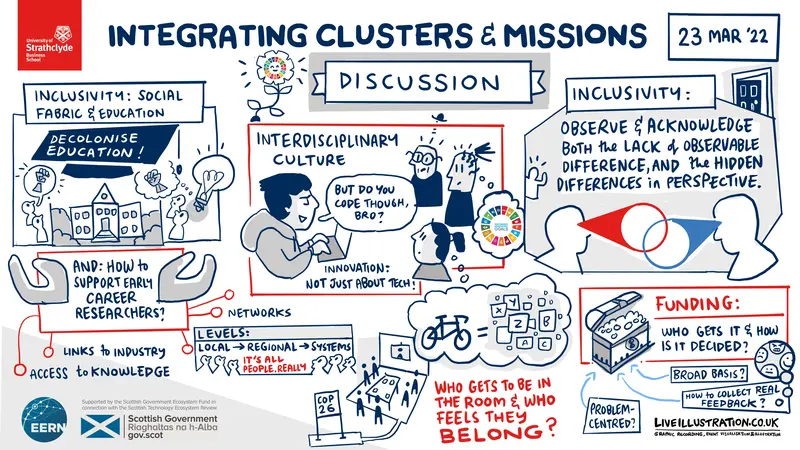 University of
Strathclyde
Business
School
INTEGRATING CLUSTERS & MISSIONS
23 MAR '22
DISCUSSION
INCLUSIVITY: SOCIAL
FABRIC & EDUCATION
DECOLONISE
EDUCATION!
AND: HOW to
SUPPORT EARLY
CAREER
RESEARCHERS?
NETWORKS
LINKS to INDUSTRY
ACCESS to KNOWLEDGE
INTERDISCIPLINARY
CULTURE
BUT DO YOU
CODE THOUGH,
BRO?
INNOVATION:
NOT JUST ABOUT TECH!
LEVELS:
LOCAL → REGIONAL → SYSTEMS
IT'S ALL
PEOPLE, REALLY
COP
26
X Y
Z
A
B
=
WHO GETS TO BE IN
THE ROOM & WHO
FEELS THEY
BELONG?
INCLUSIVITY:
OBSERVE & ACKNOWLEDGE
BOTH the LACK of OBSERVABLE
DIFFERENCE, AND the HIDDEN
DIFFERENCES in PERSPECTIVE.
FUNDING:
WHO GETS IT & HOW
IS IT DECIDED?
BROAD BASIS?
HOW to COLLECT REAL
FEEDBACK?
PROBLEM-
CENTRED?
EERN
Supported by the Scottish Government Ecosystem Fund in
connection with the Scottish Technology Ecosystem Review
Scottish Government
Riaghaltas na h-Alba
gov.scot
LIVEILLUSTRATION.CO.UK
GRAPHIC RECORDING, EVENT VISUALISATION & ILLUSTRATION